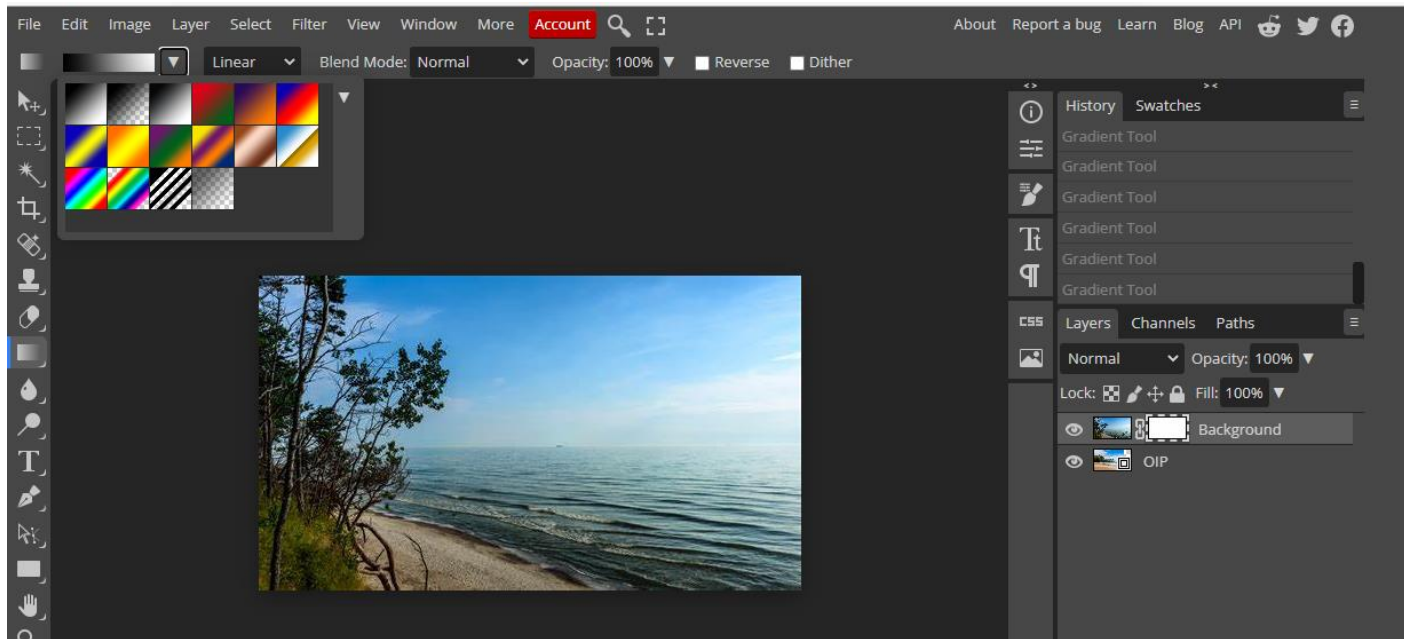 File Edit Image Layer Select Filter View Window More Account About Report a bug Learn Blog API
Linear Blend Mode: Normal Opacity: 100% Reverse Dither
History Swatches
Gradient Tool
Gradient Tool
Gradient Tool
Gradient Tool
Gradient Tool
Gradient Tool
CSS
Layers Channels Paths
Normal Opacity: 100%
Lock: Fill: 100%
Background
OIP